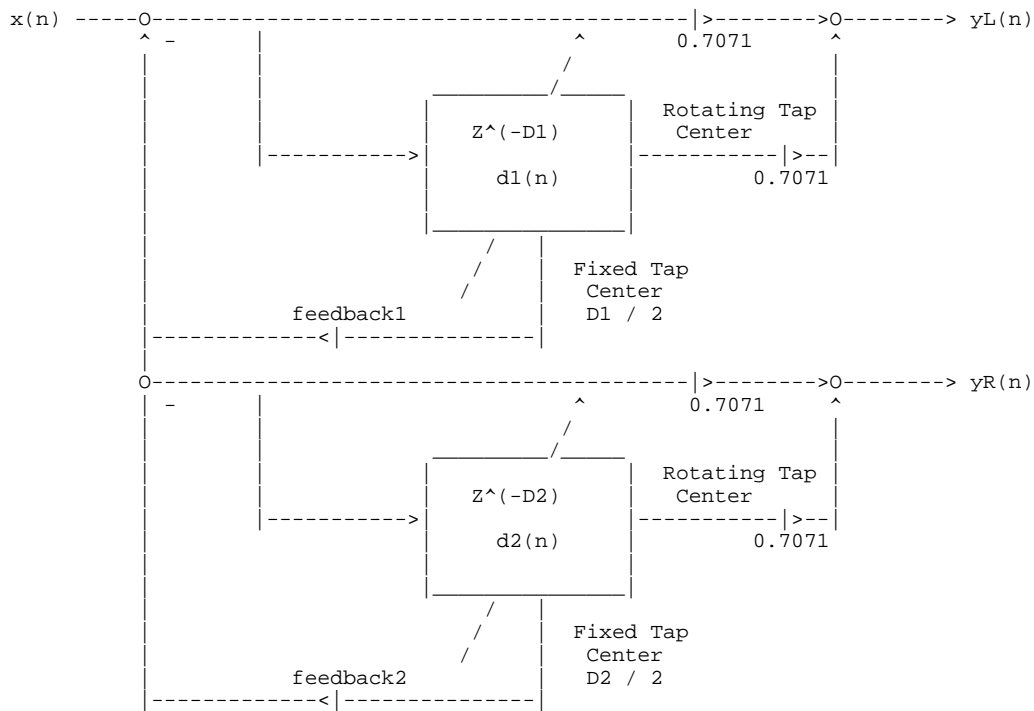 x(n) -----O------------------------------------------|>--------->O--------> yL(n)
- 0.7071
Rotating Tap
Z^(-D1) Center
0.7071
d1(n)
Fixed Tap
Center
feedback1 D1 / 2
O------------------------------------------|>--------->O--------> yR(n)
- 0.7071
Rotating Tap
Z^(-D2) Center
0.7071
d2(n)
Fixed Tap
Center
feedback2 D2 / 2